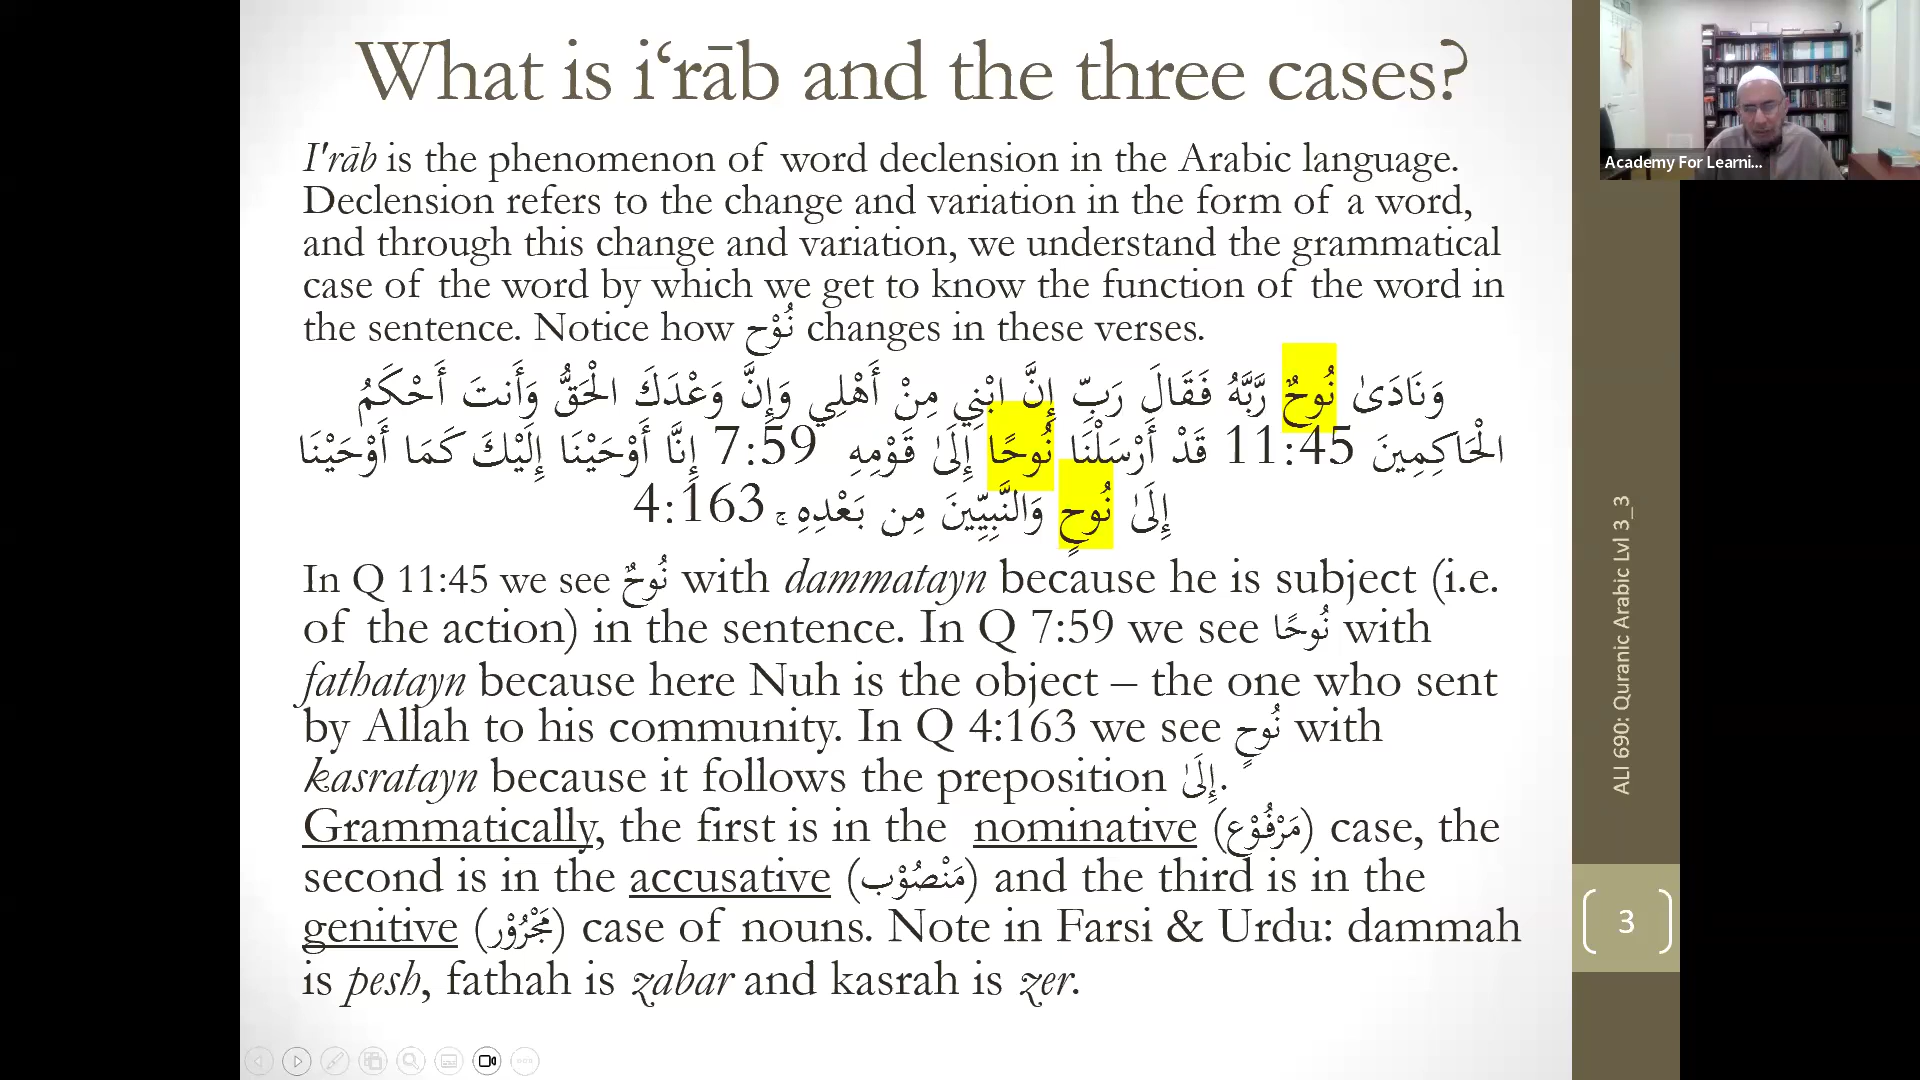 What is i‘rāb and the three cases?
I'rāb is the phenomenon of word declension in the Arabic language.
Declension refers to the change and variation in the form of a word,
and through this change and variation, we understand the grammatical
case of the word by which we get to know the function of the word in
the sentence. Notice how نُوْح changes in these verses.
وَنَادَىٰ نُوحٌ رَّبَّهُ فَقَالَ رَبِّ إِنَّ ابْنِي مِنْ أَهْلِي وَإِنَّ وَعْدَكَ الْحَقُّ وَأَنتَ أَحْكَمُ
الْحَاكِمِينَ 11:45 قَدْ أَرْسَلْنَا نُوحًا إِلَىٰ قَوْمِهِ 7:59 إِنَّا أَوْحَيْنَا إِلَيْكَ كَمَا أَوْحَيْنَا
إِلَىٰ نُوحٍ وَالنَّبِيِّينَ مِن بَعْدِهِ ۚ 4:163
In Q 11:45 we see نُوحٌ with dammatayn because he is subject (i.e.
of the action) in the sentence. In Q 7:59 we see نُوحًا with
fathatayn because here Nuh is the object – the one who sent
by Allah to his community. In Q 4:163 we see نُوحٍ with
kasratayn because it follows the preposition إِلَىٰ.
Grammatically, the first is in the nominative (مَرْفُوْع) case, the
second is in the accusative (مَنْصُوْب) and the third is in the
genitive (مَجْرُوْر) case of nouns. Note in Farsi & Urdu: dammah
is pesh, fathah is zabar and kasrah is zer.
Academy For Learni...
ALI 690: Quranic Arabic Lvl 3_3
3